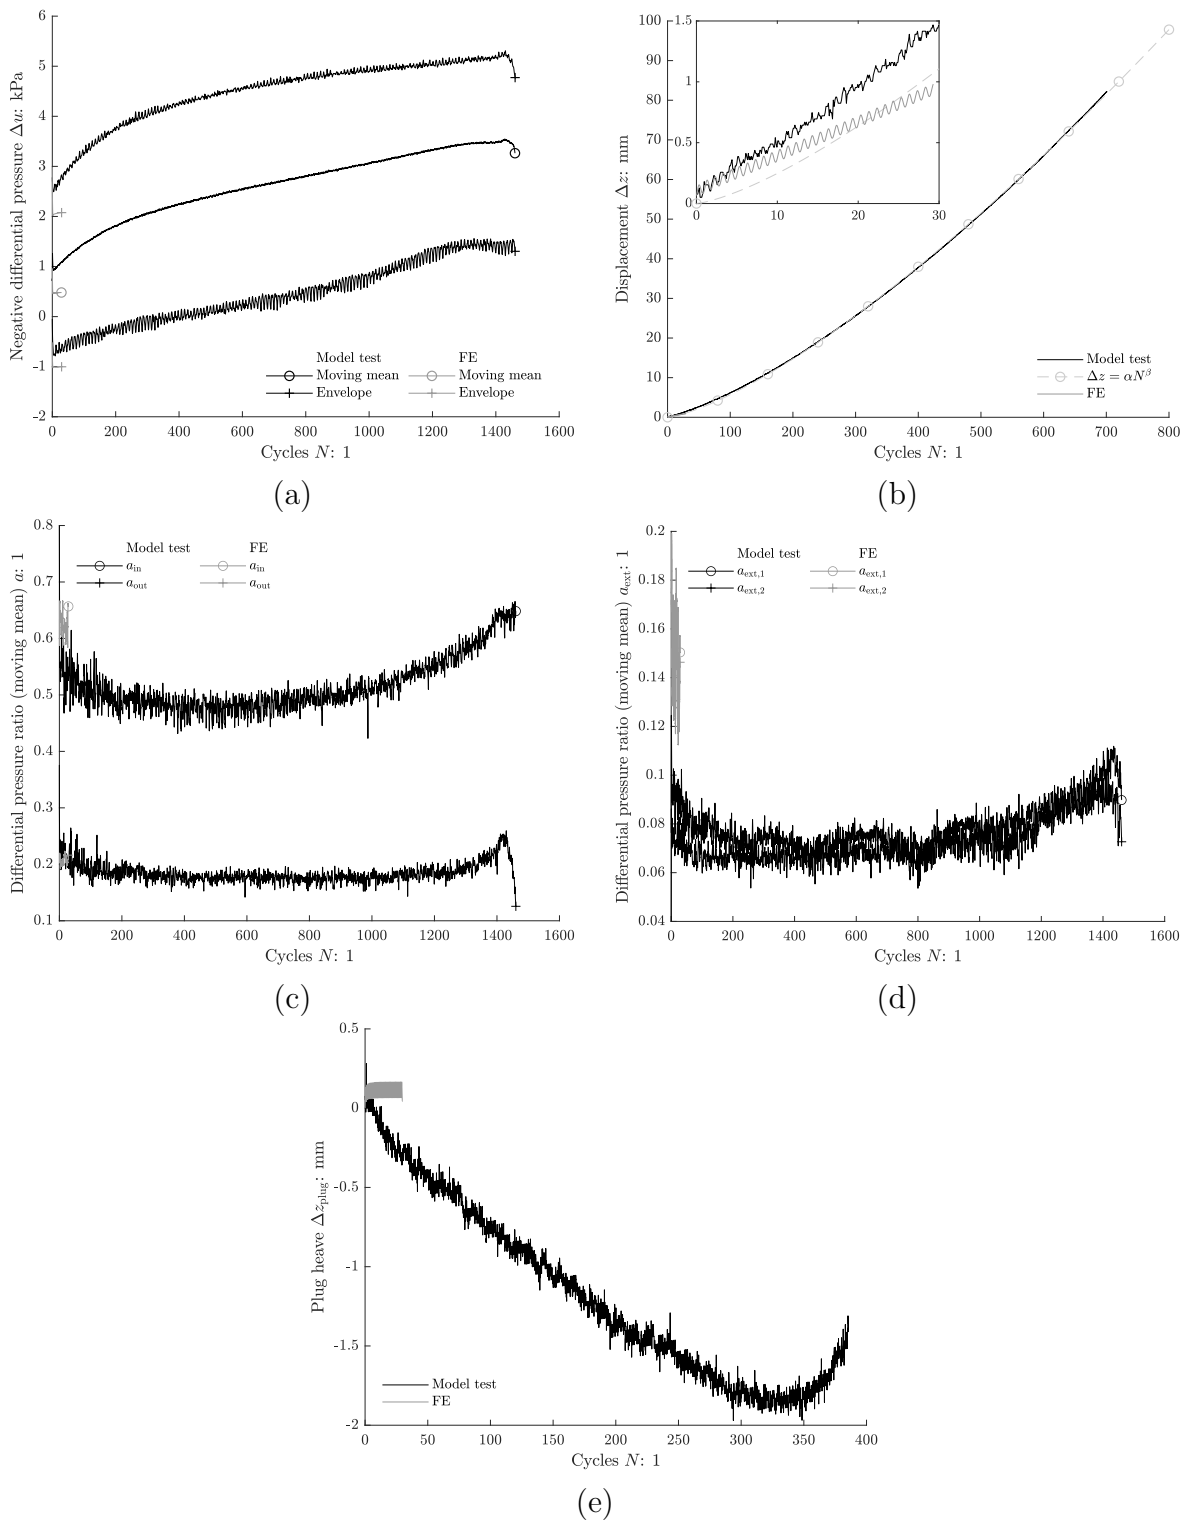 6
5
4
3
2
1
0
-1
-2
0 200 400 600 800 1000 1200 1400 1600
Negative differential pressure Δu: kPa
Cycles N: 1
Model test FE
Moving mean Moving mean
Envelope Envelope
(a)
100
90
80
70
60
50
40
30
20
10
0
0 100 200 300 400 500 600 700 800
Displacement Δz: mm
Cycles N: 1
1.5
1
0.5
0
0 10 20 30
Model test
Δz = αN^β
FE
(b)
0.8
0.7
0.6
0.5
0.4
0.3
0.2
0.1
0 200 400 600 800 1000 1200 1400 1600
Differential pressure ratio (moving mean) a: 1
Cycles N: 1
Model test FE
a_in a_in
a_out a_out
(c)
0.2
0.18
0.16
0.14
0.12
0.1
0.08
0.06
0.04
0 200 400 600 800 1000 1200 1400 1600
Differential pressure ratio (moving mean) a_ext: 1
Cycles N: 1
Model test FE
a_ext,1 a_ext,1
a_ext,2 a_ext,2
(d)
0.5
0
-0.5
-1
-1.5
-2
0 50 100 150 200 250 300 350 400
Plug heave Δz_plug: mm
Cycles N: 1
Model test
FE
(e)